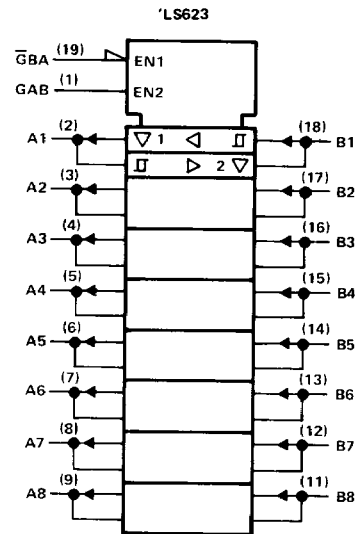 'LS623
G̅BA (19) EN1
GAB (1) EN2
A1 (2) 1 (18) B1
2
A2 (3) (17) B2
A3 (4) (16) B3
A4 (5) (15) B4
A5 (6) (14) B5
A6 (7) (13) B6
A7 (8) (12) B7
A8 (9) (11) B8